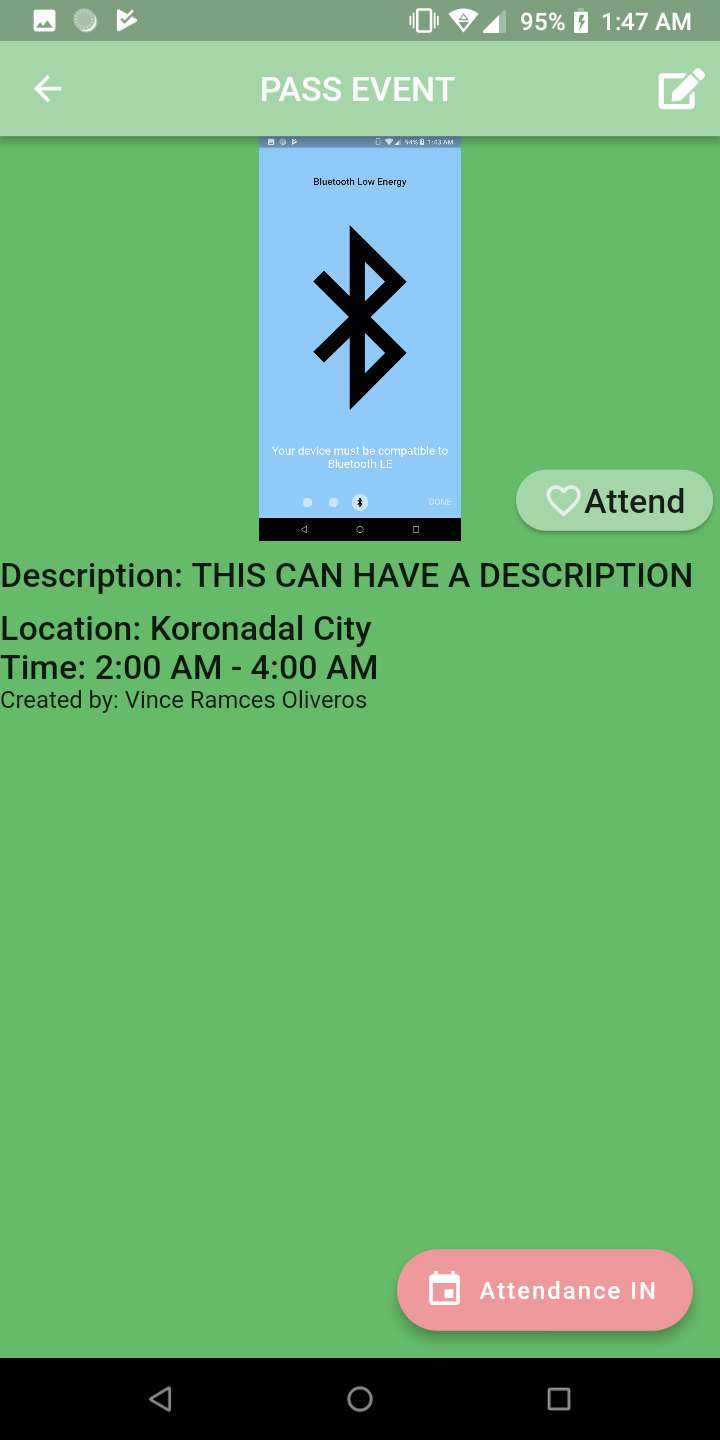 95% 1:47 AM
PASS EVENT
94% 1:43 AM
Bluetooth Low Energy
Your device must be compatible to
Bluetooth LE
DONE
Attend
Description: THIS CAN HAVE A DESCRIPTION
Location: Koronadal City
Time: 2:00 AM - 4:00 AM
Created by: Vince Ramces Oliveros
Attendance IN